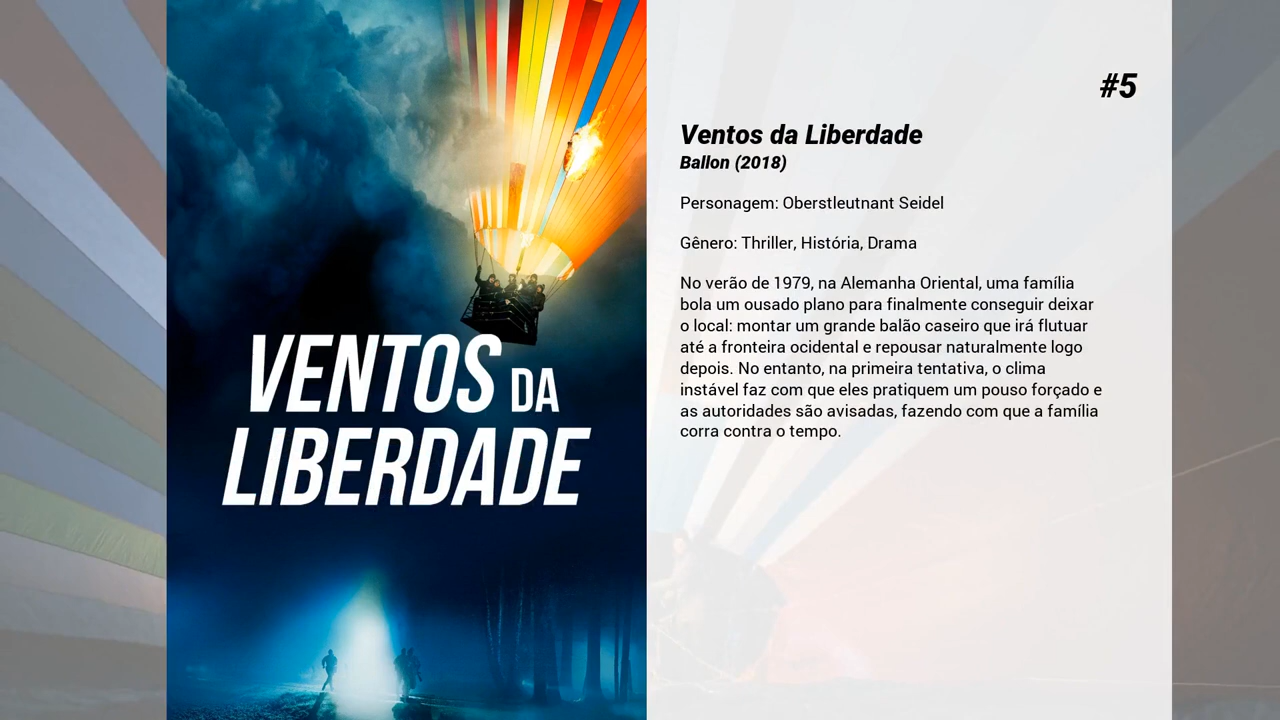 VENTOS DA
LIBERDADE
#5
Ventos da Liberdade
Ballon (2018)
Personagem: Oberstleutnant Seidel
Gênero: Thriller, História, Drama
No verão de 1979, na Alemanha Oriental, uma família
bola um ousado plano para finalmente conseguir deixar
o local: montar um grande balão caseiro que irá flutuar
até a fronteira ocidental e repousar naturalmente logo
depois. No entanto, na primeira tentativa, o clima
instável faz com que eles pratiquem um pouso forçado e
as autoridades são avisadas, fazendo com que a família
corra contra o tempo.